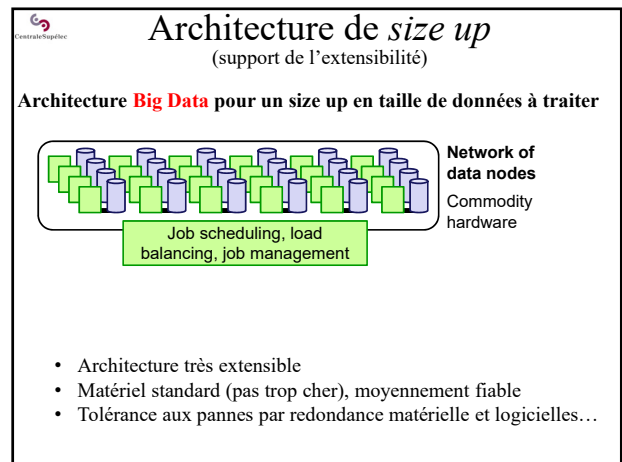 CentraleSupélec
Architecture de size up
(support de l'extensibilité)
Architecture Big Data pour un size up en taille de données à traiter
Network of
data nodes
Commodity
hardware
Job scheduling, load
balancing, job management
• Architecture très extensible
• Matériel standard (pas trop cher), moyennement fiable
• Tolérance aux pannes par redondance matérielle et logicielles…